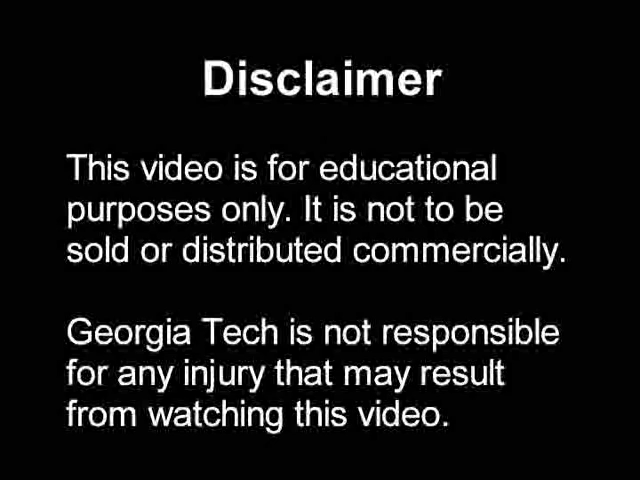 Disclaimer
This video is for educational
purposes only. It is not to be
sold or distributed commercially.
Georgia Tech is not responsible
for any injury that may result
from watching this video.